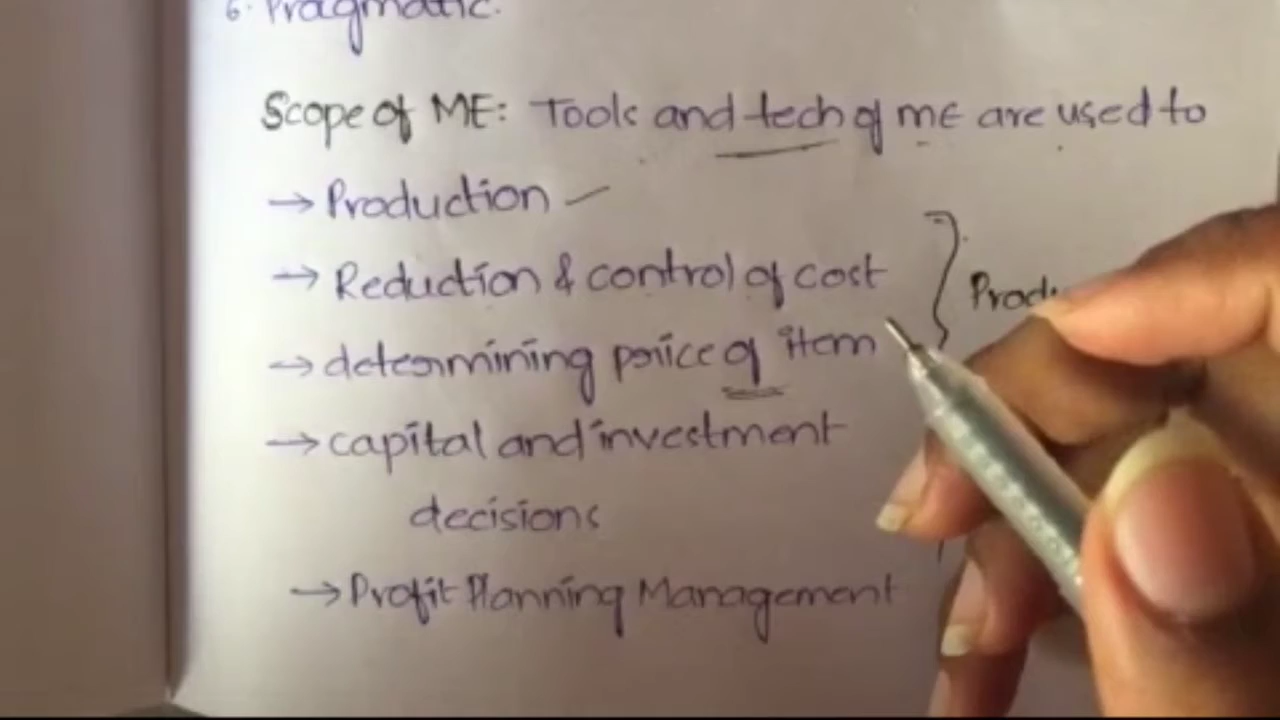 6. Pragmatic.
Scope of ME: Tools and tech of ME are used to
→ Production
→ Reduction & control of cost
→ determining price of item
→ capital and investment
decisions
→ Profit Planning Management